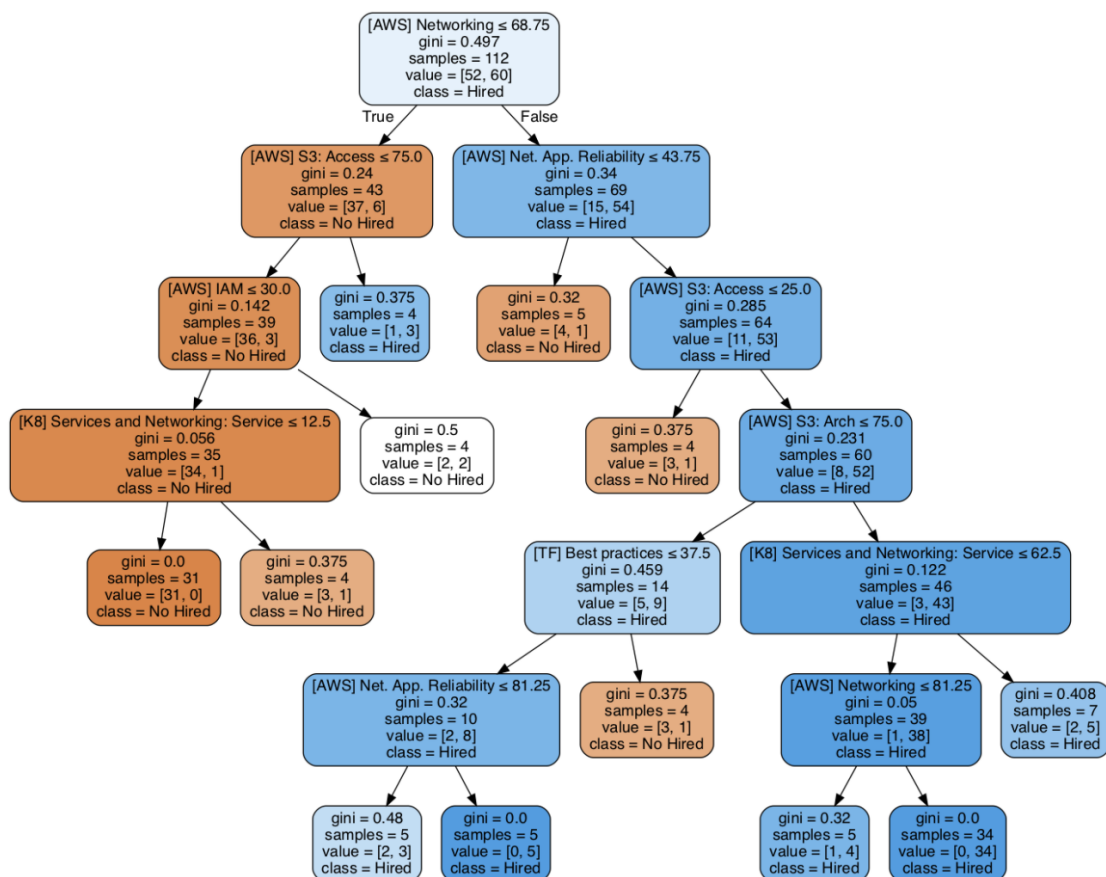 [AWS] Networking ≤ 68.75
gini = 0.497
samples = 112
value = [52, 60]
class = Hired
True
False
[AWS] S3: Access ≤ 75.0
gini = 0.24
samples = 43
value = [37, 6]
class = No Hired
[AWS] Net. App. Reliability ≤ 43.75
gini = 0.34
samples = 69
value = [15, 54]
class = Hired
[AWS] IAM ≤ 30.0
gini = 0.142
samples = 39
value = [36, 3]
class = No Hired
gini = 0.375
samples = 4
value = [1, 3]
class = Hired
gini = 0.32
samples = 5
value = [4, 1]
class = No Hired
[AWS] S3: Access ≤ 25.0
gini = 0.285
samples = 64
value = [11, 53]
class = Hired
[K8] Services and Networking: Service ≤ 12.5
gini = 0.056
samples = 35
value = [34, 1]
class = No Hired
gini = 0.5
samples = 4
value = [2, 2]
class = No Hired
gini = 0.375
samples = 4
value = [3, 1]
class = No Hired
[AWS] S3: Arch ≤ 75.0
gini = 0.231
samples = 60
value = [8, 52]
class = Hired
gini = 0.0
samples = 31
value = [31, 0]
class = No Hired
gini = 0.375
samples = 4
value = [3, 1]
class = No Hired
[TF] Best practices ≤ 37.5
gini = 0.459
samples = 14
value = [5, 9]
class = Hired
[K8] Services and Networking: Service ≤ 62.5
gini = 0.122
samples = 46
value = [3, 43]
class = Hired
[AWS] Net. App. Reliability ≤ 81.25
gini = 0.32
samples = 10
value = [2, 8]
class = Hired
gini = 0.375
samples = 4
value = [3, 1]
class = No Hired
[AWS] Networking ≤ 81.25
gini = 0.05
samples = 39
value = [1, 38]
class = Hired
gini = 0.408
samples = 7
value = [2, 5]
class = Hired
gini = 0.48
samples = 5
value = [2, 3]
class = Hired
gini = 0.0
samples = 5
value = [0, 5]
class = Hired
gini = 0.32
samples = 5
value = [1, 4]
class = Hired
gini = 0.0
samples = 34
value = [0, 34]
class = Hired